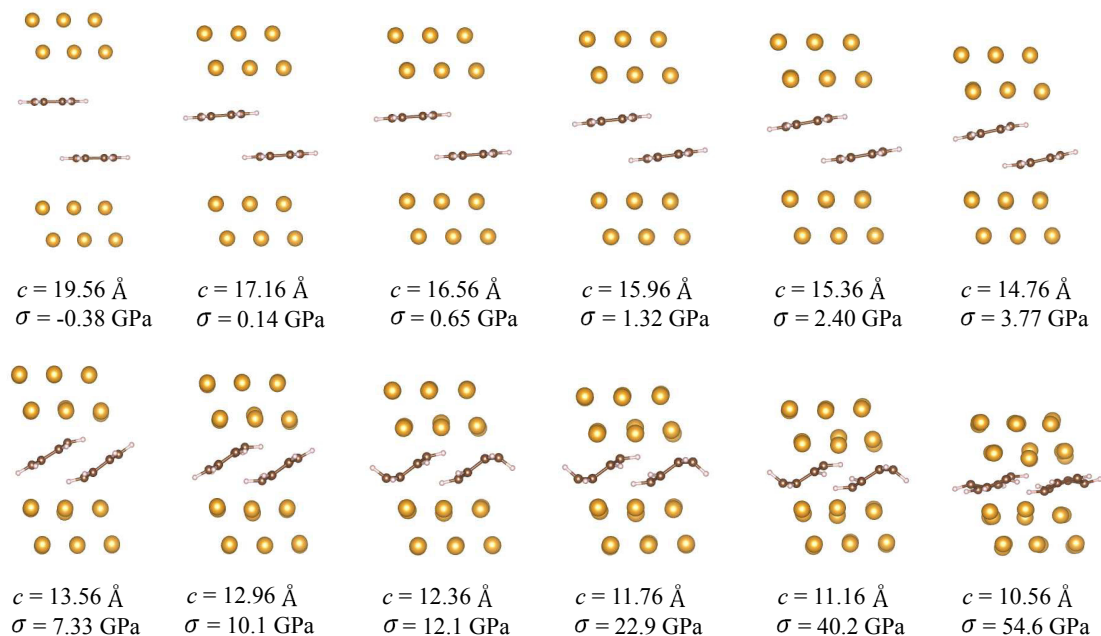 c = 19.56 Å
σ = -0.38 GPa
c = 17.16 Å
σ = 0.14 GPa
c = 16.56 Å
σ = 0.65 GPa
c = 15.96 Å
σ = 1.32 GPa
c = 15.36 Å
σ = 2.40 GPa
c = 14.76 Å
σ = 3.77 GPa
c = 13.56 Å
σ = 7.33 GPa
c = 12.96 Å
σ = 10.1 GPa
c = 12.36 Å
σ = 12.1 GPa
c = 11.76 Å
σ = 22.9 GPa
c = 11.16 Å
σ = 40.2 GPa
c = 10.56 Å
σ = 54.6 GPa